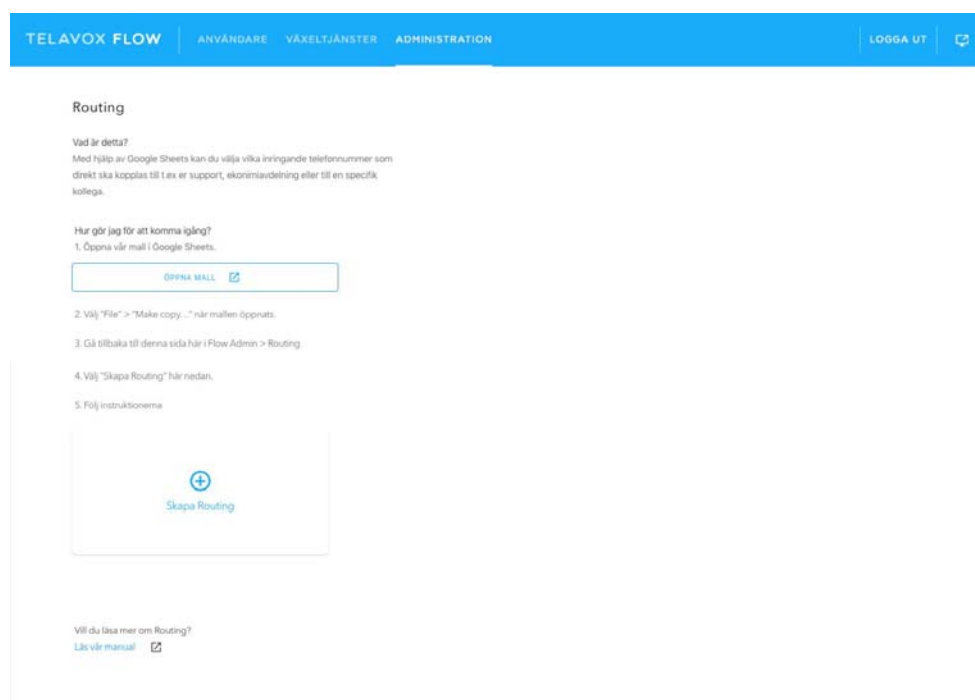 TELAVOX FLOW
ANVÄNDARE
VÄXELTJÄNSTER
ADMINISTRATION
LOGGA UT
Routing
Vad är detta?
Med hjälp av Google Sheets kan du välja vilka inringande telefonnummer som
direkt ska kopplas till t.ex er support, ekonimiavdelning eller till en specifik
kollega.
Hur gör jag för att komma igång?
1. Öppna vår mall i Google Sheets.
ÖPPNA MALL
2. Välj "File" > "Make copy..." när mallen öppnats.
3. Gå tillbaka till denna sida här i Flow Admin > Routing
4. Välj "Skapa Routing" här nedan.
5. Följ instruktionerna
Skapa Routing
Vill du läsa mer om Routing?
Läs vår manual